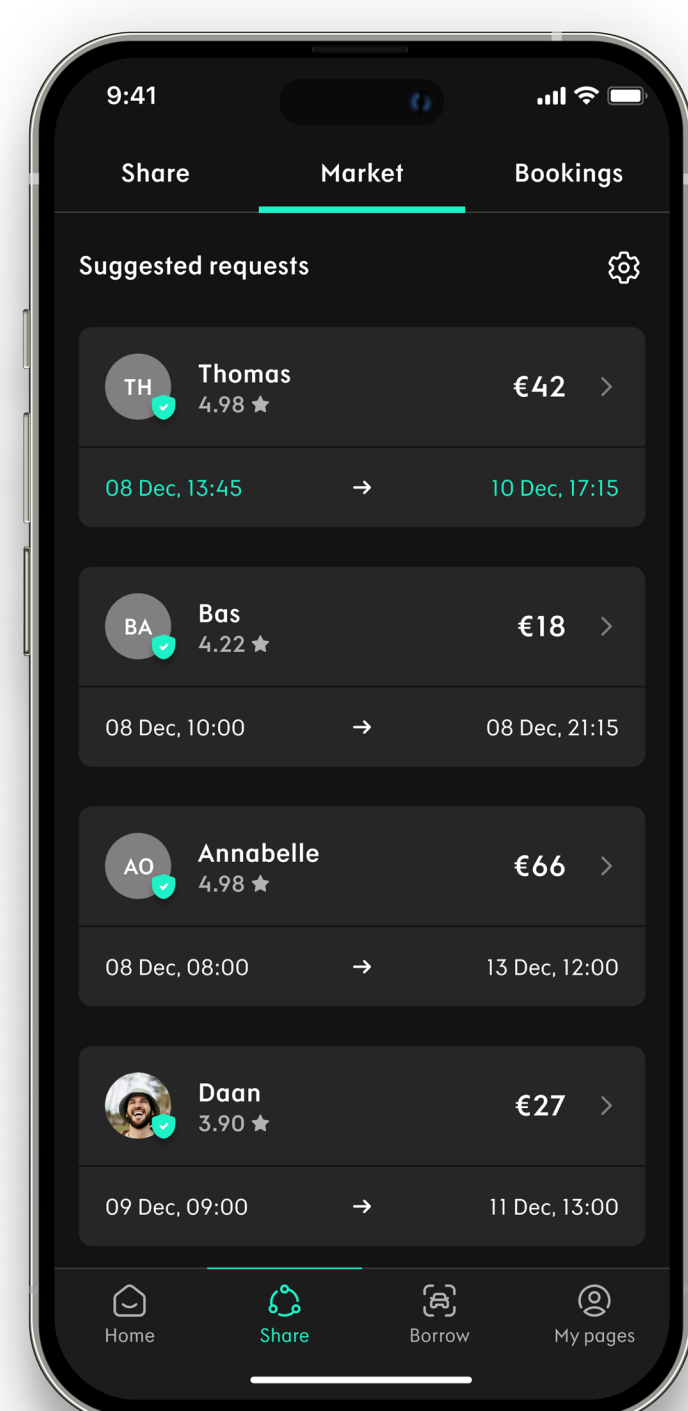 9:41
Share Market Bookings
Suggested requests
TH Thomas €42
4.98
08 Dec, 13:45 → 10 Dec, 17:15
BA Bas €18
4.22
08 Dec, 10:00 → 08 Dec, 21:15
AO Annabelle €66
4.98
08 Dec, 08:00 → 13 Dec, 12:00
Daan €27
3.90
09 Dec, 09:00 → 11 Dec, 13:00
Home Share Borrow My pages